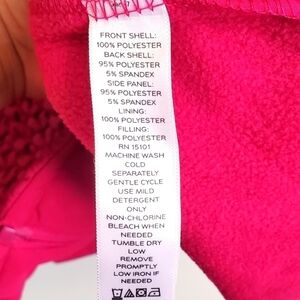 FRONT SHELL:
100% POLYESTER
BACK SHELL:
95% POLYESTER
5% SPANDEX
SIDE PANEL:
95% POLYESTER
5% SPANDEX
LINING:
100% POLYESTER
FILLING:
100% POLYESTER
RN 15101
MACHINE WASH
COLD
SEPARATELY
GENTLE CYCLE
USE MILD
DETERGENT
ONLY
NON-CHLORINE
BLEACH WHEN
NEEDED
TUMBLE DRY
LOW
REMOVE
PROMPTLY
LOW IRON IF
NEEDED